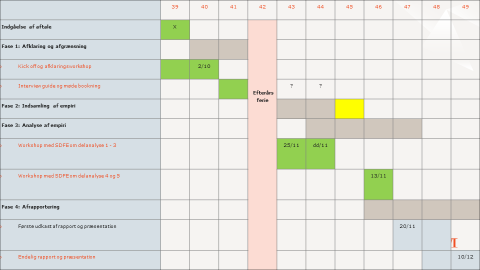 39 40 41 42 43 44 45 46 47 48 49
Indgåelse af aftale X
Fase 1: Afklaring og afgrænsning
Kick off og afklaringsworkshop 2/10
Interviewguide og møde booking ? ?
Efterårs
ferie
Fase 2: Indsamling af empiri
Fase 3: Analyse af empiri
Workshop med SDFE om delanalyse 1 - 3 25/11 dd/11
Workshop med SDFE om delanalyse 4 og 5 13/11
Fase 4: Afrapportering
Første udkast af rapport og præsentation 20/11
T
Endelig rapport og præsentation 10/12